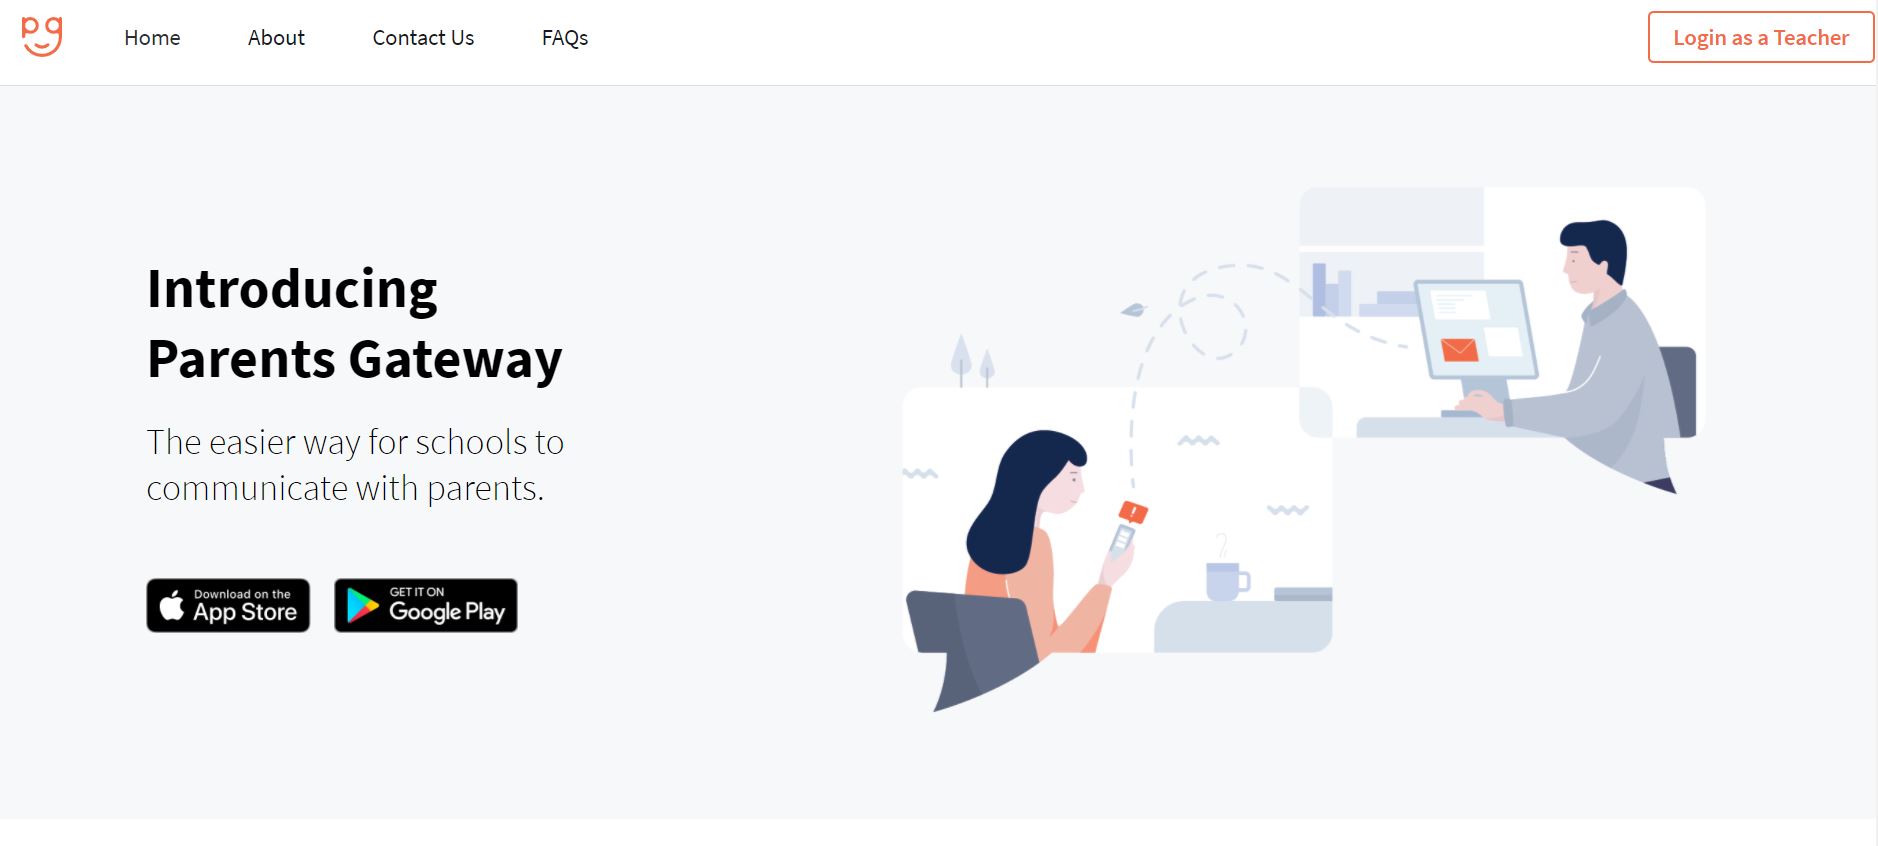 pg
Home
About
Contact Us
FAQs
Login as a Teacher
Introducing
Parents Gateway
The easier way for schools to
communicate with parents.
Download on the
App Store
GET IT ON
Google Play
!